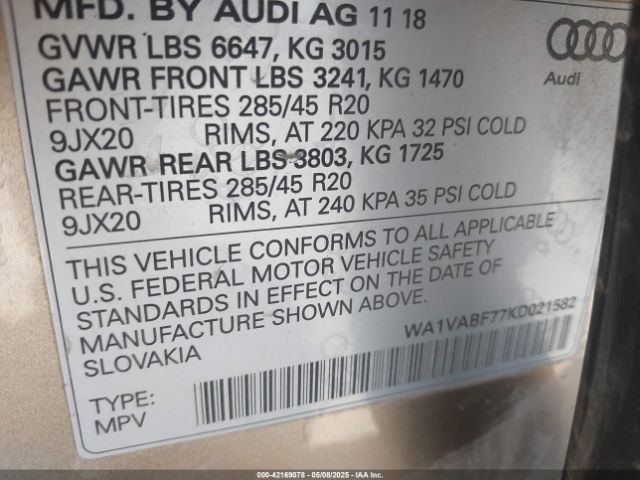 MFD. BY AUDI AG 11 18
GVWR LBS 6647, KG 3015
GAWR FRONT LBS 3241, KG 1470
FRONT-TIRES 285/45 R20
9JX20 RIMS, AT 220 KPA 32 PSI COLD
GAWR REAR LBS 3803, KG 1725
REAR-TIRES 285/45 R20
9JX20 RIMS, AT 240 KPA 35 PSI COLD
Audi
THIS VEHICLE CONFORMS TO ALL APPLICABLE
U.S. FEDERAL MOTOR VEHICLE SAFETY
STANDARDS IN EFFECT ON THE DATE OF
MANUFACTURE SHOWN ABOVE.
SLOVAKIA
WA1VABF77KD021582
TYPE:
MPV
000-42169078 - 05/08/2025 - IAA Inc.